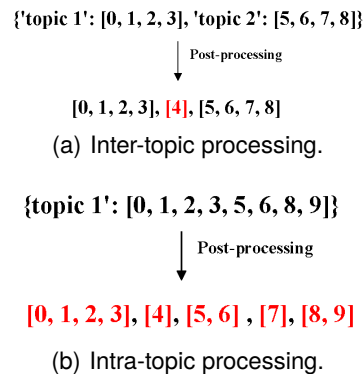 {'topic 1': [0, 1, 2, 3], 'topic 2': [5, 6, 7, 8]}
Post-processing
[0, 1, 2, 3], [4], [5, 6, 7, 8]
(a) Inter-topic processing.
{topic 1': [0, 1, 2, 3, 5, 6, 8, 9]}
Post-processing
[0, 1, 2, 3], [4], [5, 6] , [7], [8, 9]
(b) Intra-topic processing.